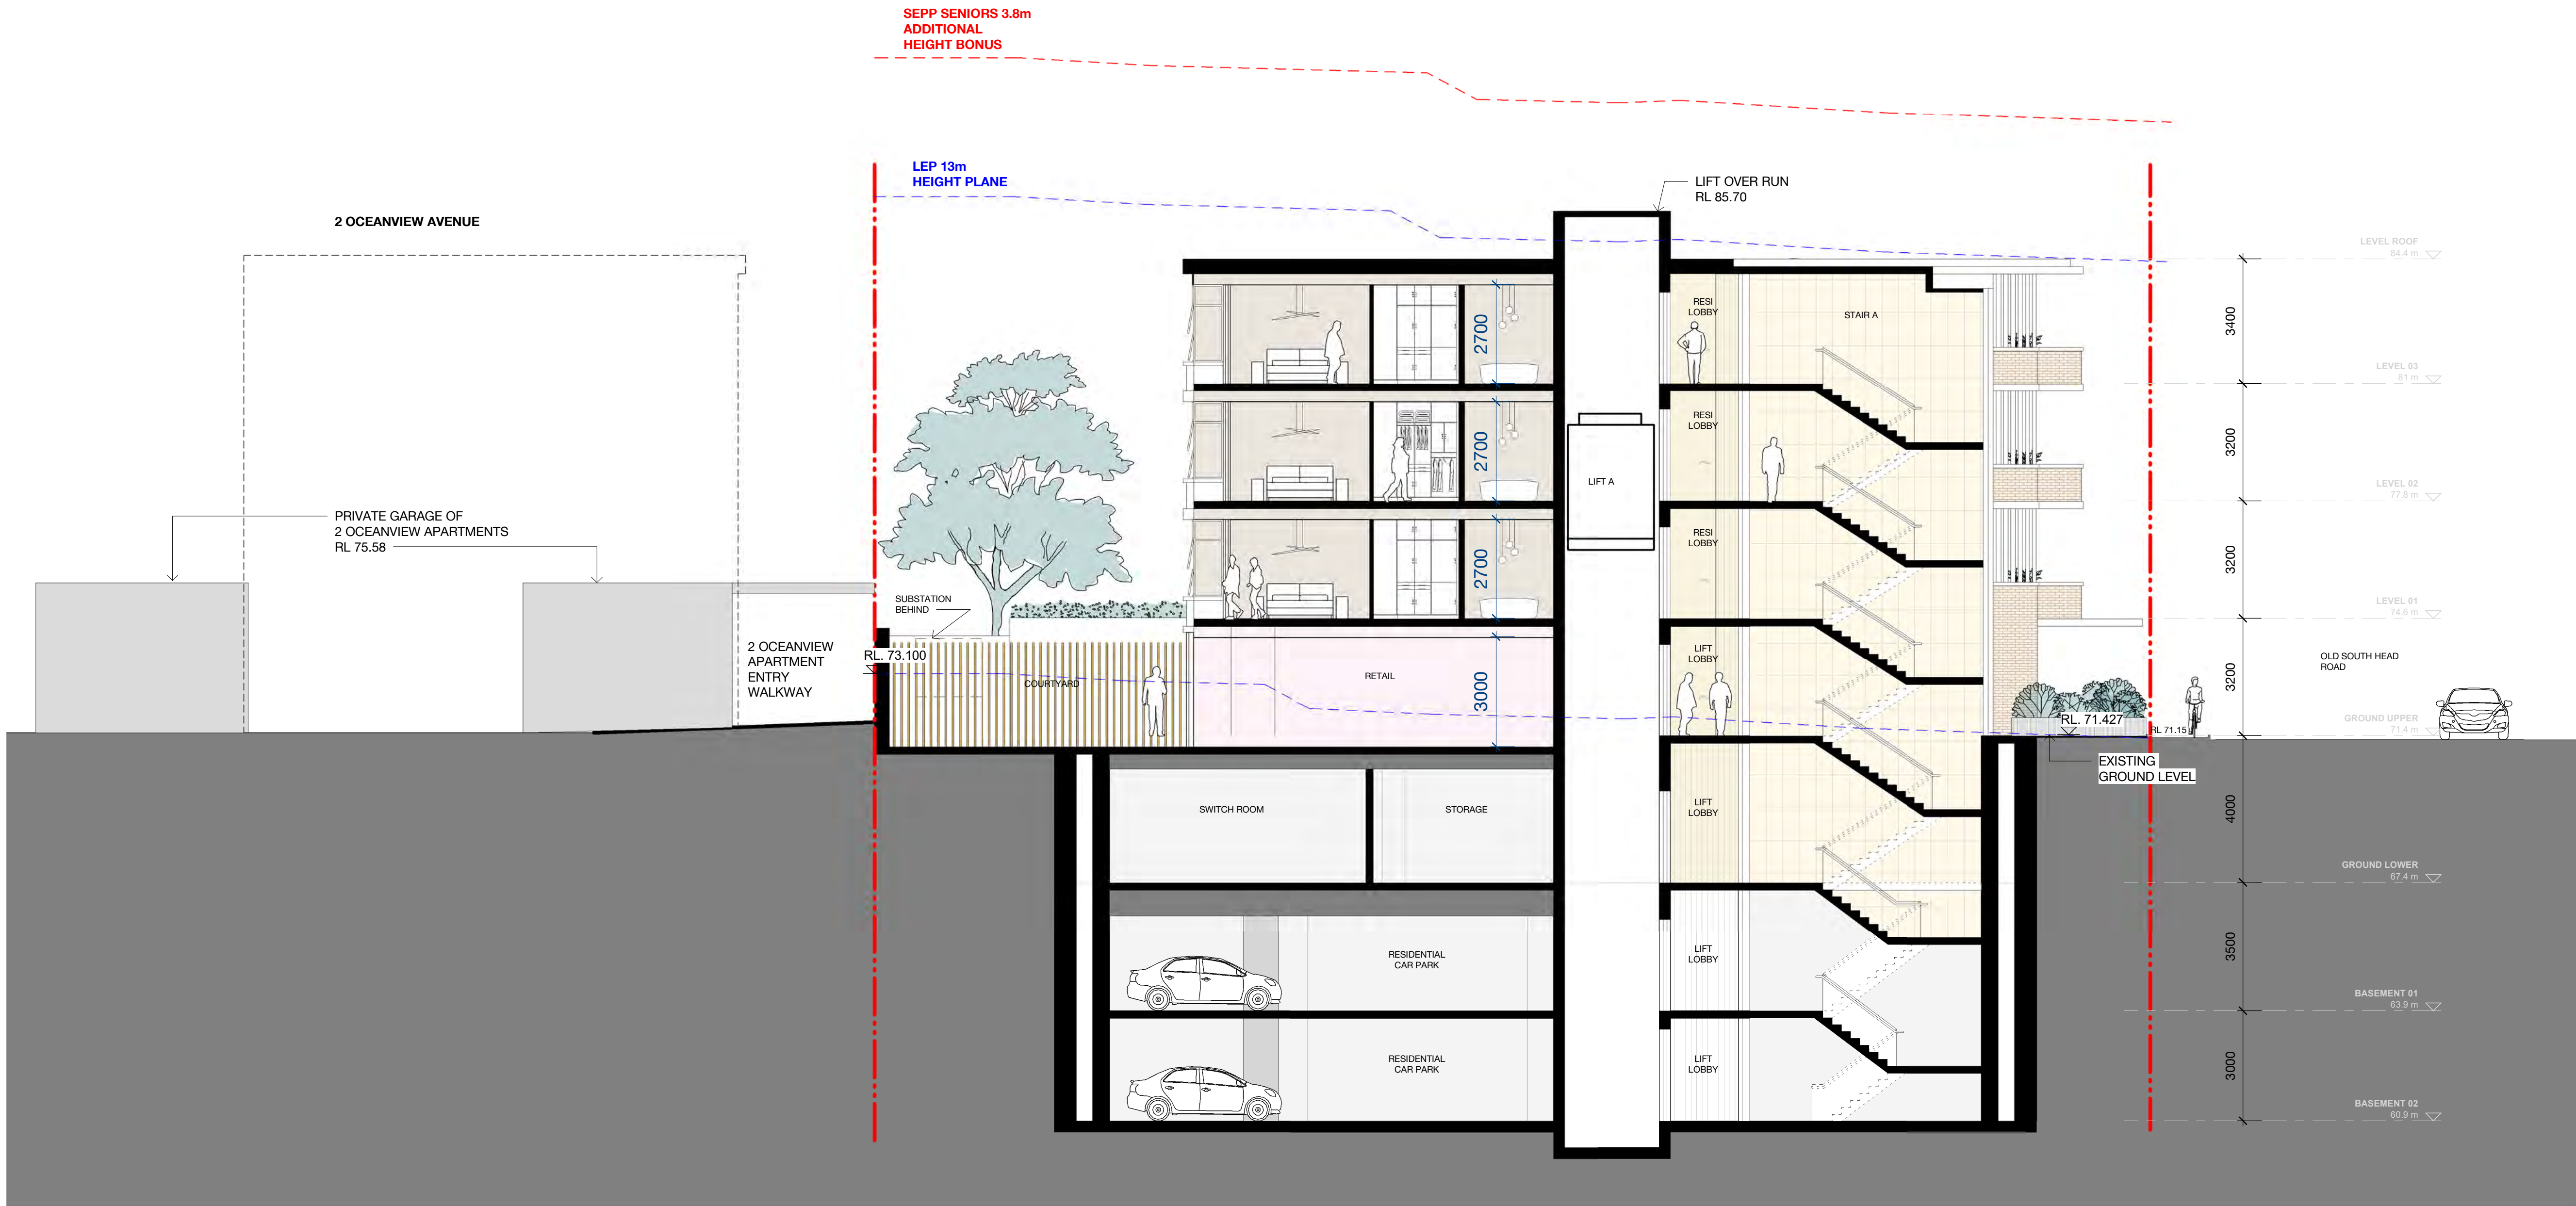 SEPP SENIORS 3.8m
ADDITIONAL
HEIGHT BONUS
LEP 13m
HEIGHT PLANE
LIFT OVER RUN
RL 85.70
2 OCEANVIEW AVENUE
PRIVATE GARAGE OF
2 OCEANVIEW APARTMENTS
RL 75.58
SUBSTATION
BEHIND
2 OCEANVIEW
APARTMENT
ENTRY
WALKWAY
RL. 73.100
COURTYARD
RETAIL
2700
2700
2700
3000
LIFT A
RESI
LOBBY
STAIR A
RESI
LOBBY
RESI
LOBBY
LIFT
LOBBY
LIFT
LOBBY
LIFT
LOBBY
LIFT
LOBBY
SWITCH ROOM
STORAGE
RESIDENTIAL
CAR PARK
RESIDENTIAL
CAR PARK
RL. 71.427
RL 71.15
EXISTING
GROUND LEVEL
OLD SOUTH HEAD
ROAD
3400
3200
3200
3200
4000
3500
3000
LEVEL ROOF
84.4 m
LEVEL 03
81 m
LEVEL 02
77.8 m
LEVEL 01
74.6 m
GROUND UPPER
71.4 m
GROUND LOWER
67.4 m
BASEMENT 01
63.9 m
BASEMENT 02
60.9 m